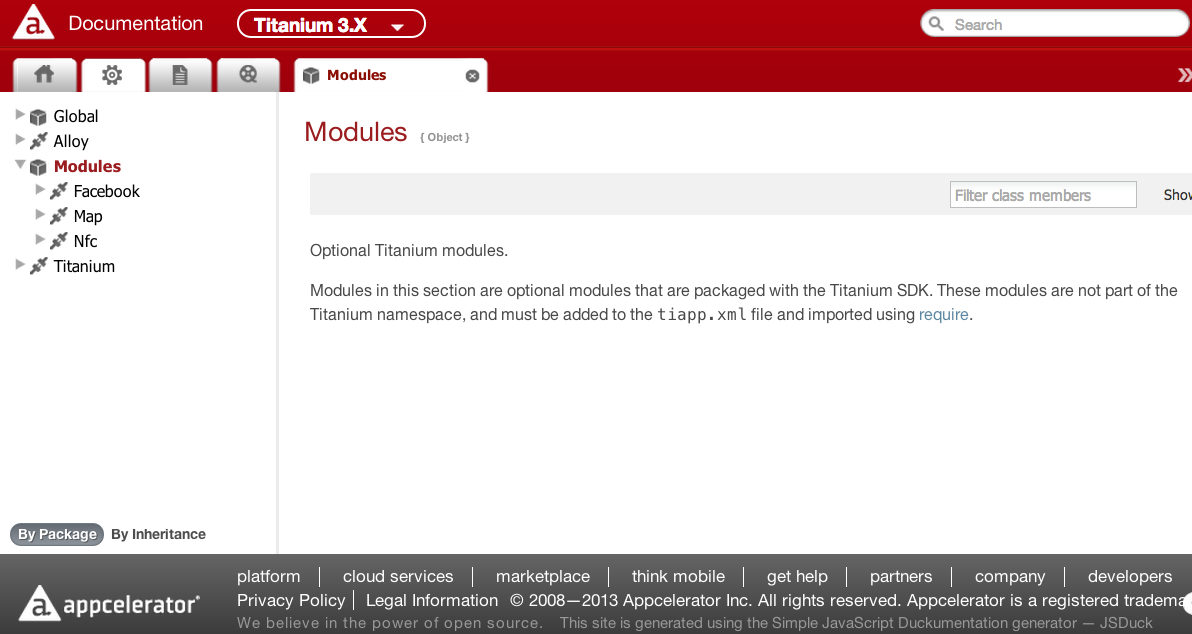 Documentation
Titanium 3.X
Search
Modules
Global
Alloy
Modules
Facebook
Map
Nfc
Titanium
By Package By Inheritance
Modules { Object }
Filter class members
Show
Optional Titanium modules.
Modules in this section are optional modules that are packaged with the Titanium SDK. These modules are not part of the
Titanium namespace, and must be added to the tiapp.xml file and imported using require.
appcelerator
platform | cloud services | marketplace | think mobile | get help | partners | company | developers
Privacy Policy | Legal Information © 2008—2013 Appcelerator Inc. All rights reserved. Appcelerator is a registered tradema
We believe in the power of open source. This site is generated using the Simple JavaScript Duckumentation generator — JSDuck